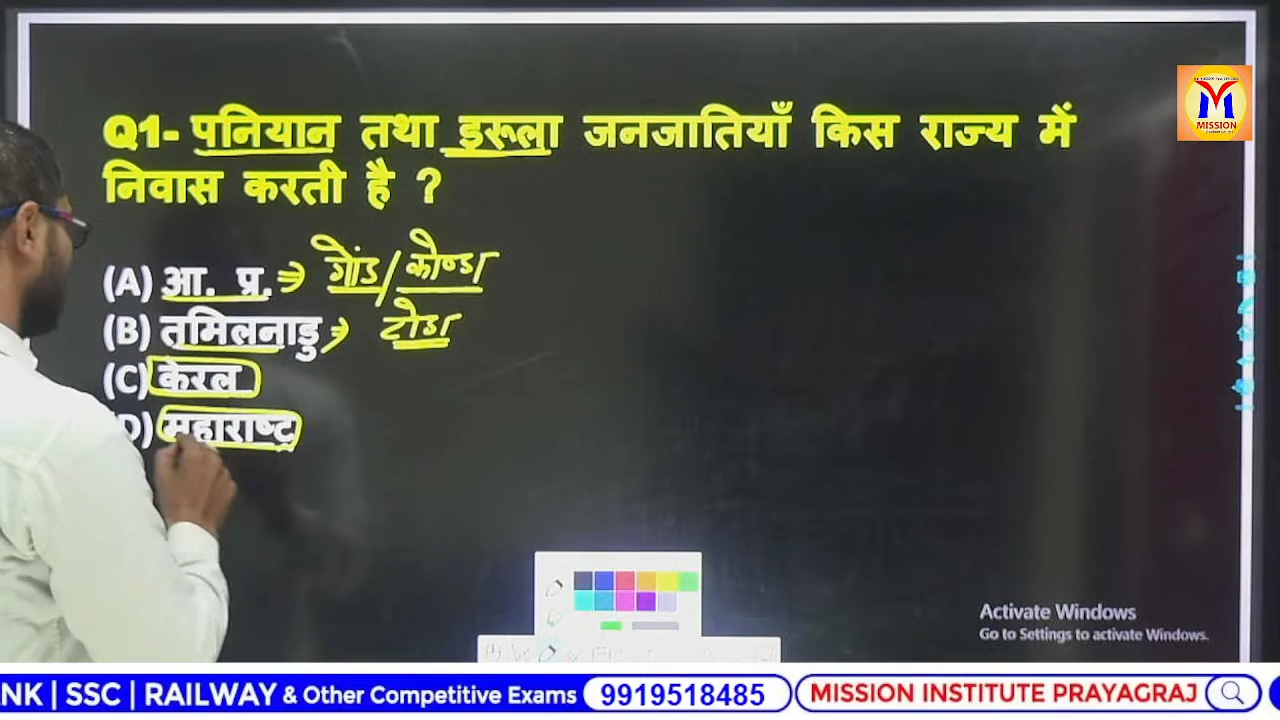 MISSION
Q1- पनियान तथा इरूला जनजातियाँ किस राज्य में
निवास करती है ?
(A) आ. प्र. ⇒ गोंड/कोण्डा
(B) तमिलनाडु → टोडा
(C) केरल
(D) महाराष्ट्र
Activate Windows
Go to Settings to activate Windows.
NK | SSC | RAILWAY & Other Competitive Exams 9919518485 MISSION INSTITUTE PRAYAGRAJ